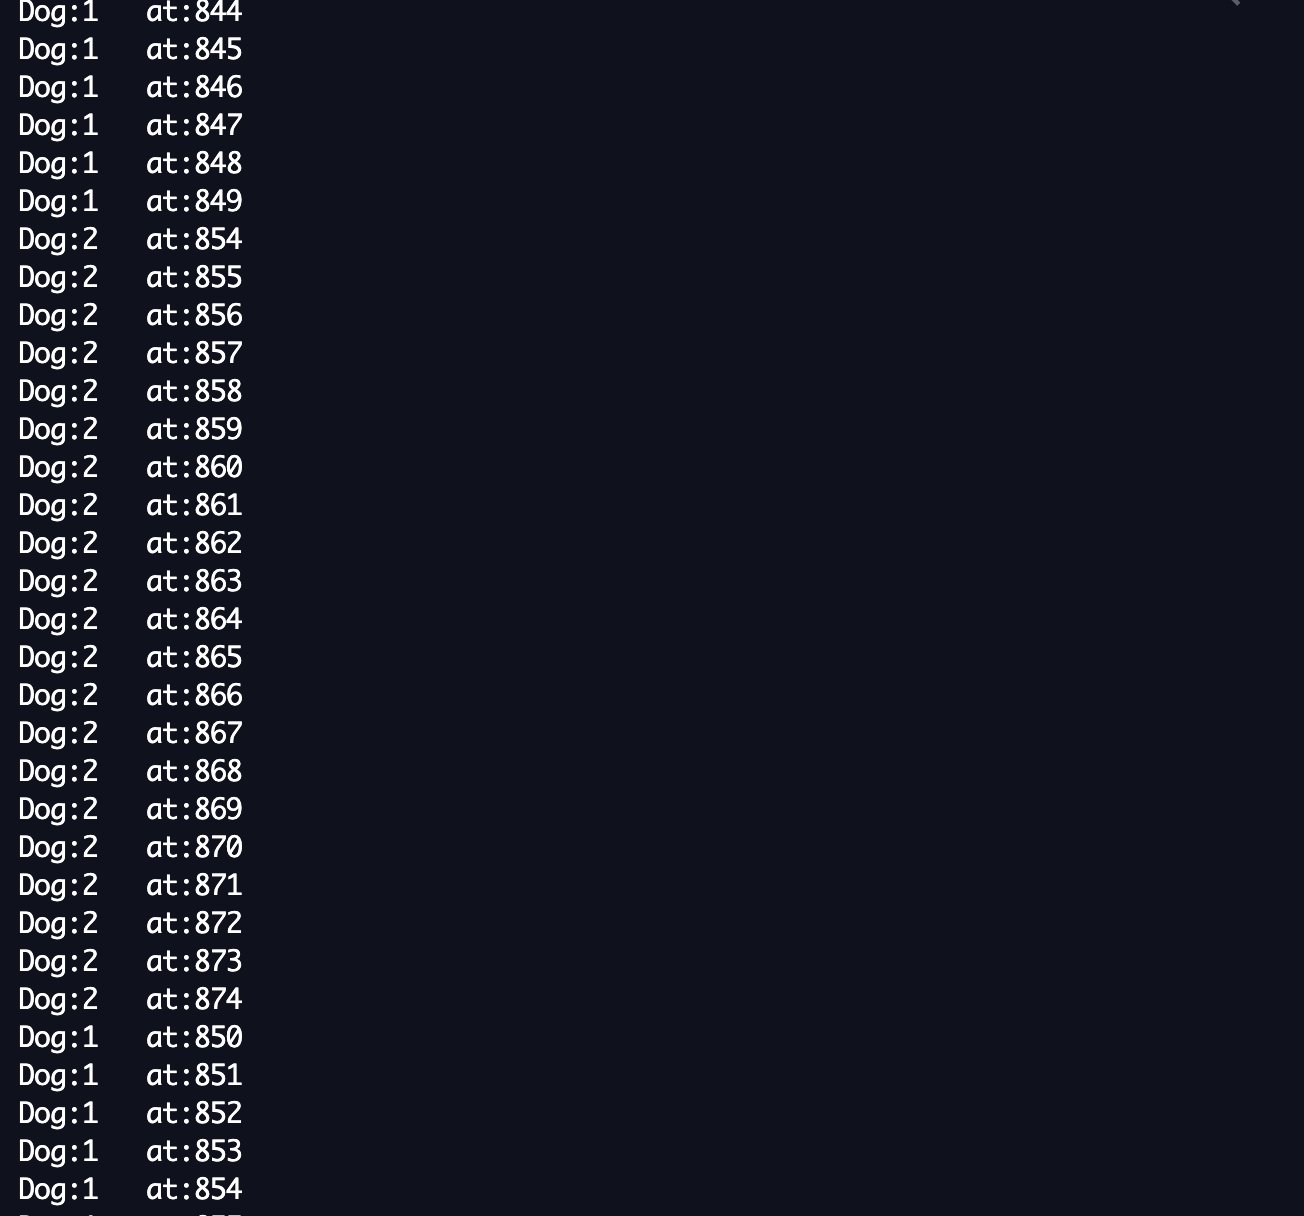 Dog:1   at:844
Dog:1   at:845
Dog:1   at:846
Dog:1   at:847
Dog:1   at:848
Dog:1   at:849
Dog:2   at:854
Dog:2   at:855
Dog:2   at:856
Dog:2   at:857
Dog:2   at:858
Dog:2   at:859
Dog:2   at:860
Dog:2   at:861
Dog:2   at:862
Dog:2   at:863
Dog:2   at:864
Dog:2   at:865
Dog:2   at:866
Dog:2   at:867
Dog:2   at:868
Dog:2   at:869
Dog:2   at:870
Dog:2   at:871
Dog:2   at:872
Dog:2   at:873
Dog:2   at:874
Dog:1   at:850
Dog:1   at:851
Dog:1   at:852
Dog:1   at:853
Dog:1   at:854